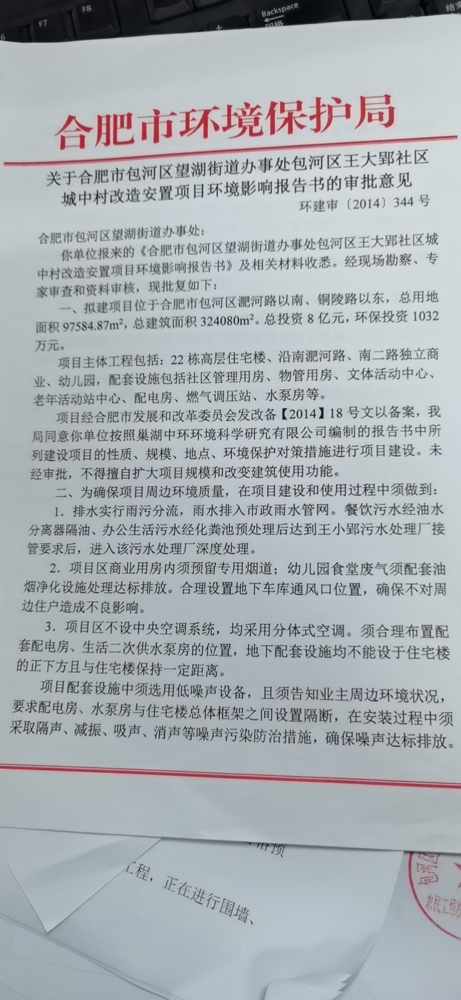 6
F7
F8
+
Backspace
回格
结束
合肥市环境保护局
关于合肥市包河区望湖街道办事处包河区王大郢社区
城中村改造安置项目环境影响报告书的审批意见
环建审〔2014〕344 号
合肥市包河区望湖街道办事处：
你单位报来的《合肥市包河区望湖街道办事处包河区王大郢社区城
中村改造安置项目环境影响报告书》及相关材料收悉。经现场勘察、专
家审查和资料审核，现批复如下：
一、拟建项目位于合肥市包河区淝河路以南、铜陵路以东，总用地
面积 97584.87m²，总建筑面积 324080m²。总投资 8 亿元，环保投资 1032
万元。
项目主体工程包括：22 栋高层住宅楼、沿南淝河路、南二路独立商
业、幼儿园，配套设施包括社区管理用房、物管用房、文体活动中心、
老年活动站中心、配电房、燃气调压站、水泵房等。
项目经合肥市发展和改革委员会发改备【2014】18 号文以备案，我
局同意你单位按照巢湖中环环境科学研究有限公司编制的报告书中所
列建设项目的性质、规模、地点、环境保护对策措施进行项目建设。未
经审批，不得擅自扩大项目规模和改变建筑使用功能。
二、为确保项目周边环境质量，在项目建设和使用过程中须做到：
1．排水实行雨污分流，雨水排入市政雨水管网。餐饮污水经油水
分离器隔油、办公生活污水经化粪池预处理后达到王小郢污水处理厂接
管要求后，进入该污水处理厂深度处理。
2．项目区商业用房内须预留专用烟道；幼儿园食堂废气须配套油
烟净化设施处理达标排放。合理设置地下车库通风口位置，确保不对周
边住户造成不良影响。
3．项目区不设中央空调系统，均采用分体式空调。须合理布置配
套配电房、生活二次供水泵房的位置，地下配套设施均不能设于住宅楼
的正下方且与住宅楼保持一定距离。
项目配套设施中须选用低噪声设备，且须告知业主周边环境状况，
要求配电房、水泵房与住宅楼总体框架之间设置隔断，在安装过程中须
采取隔声、减振、吸声、消声等噪声污染防治措施，确保噪声达标排放。
预
工程，正在进行围墙、
包河区
农民工维